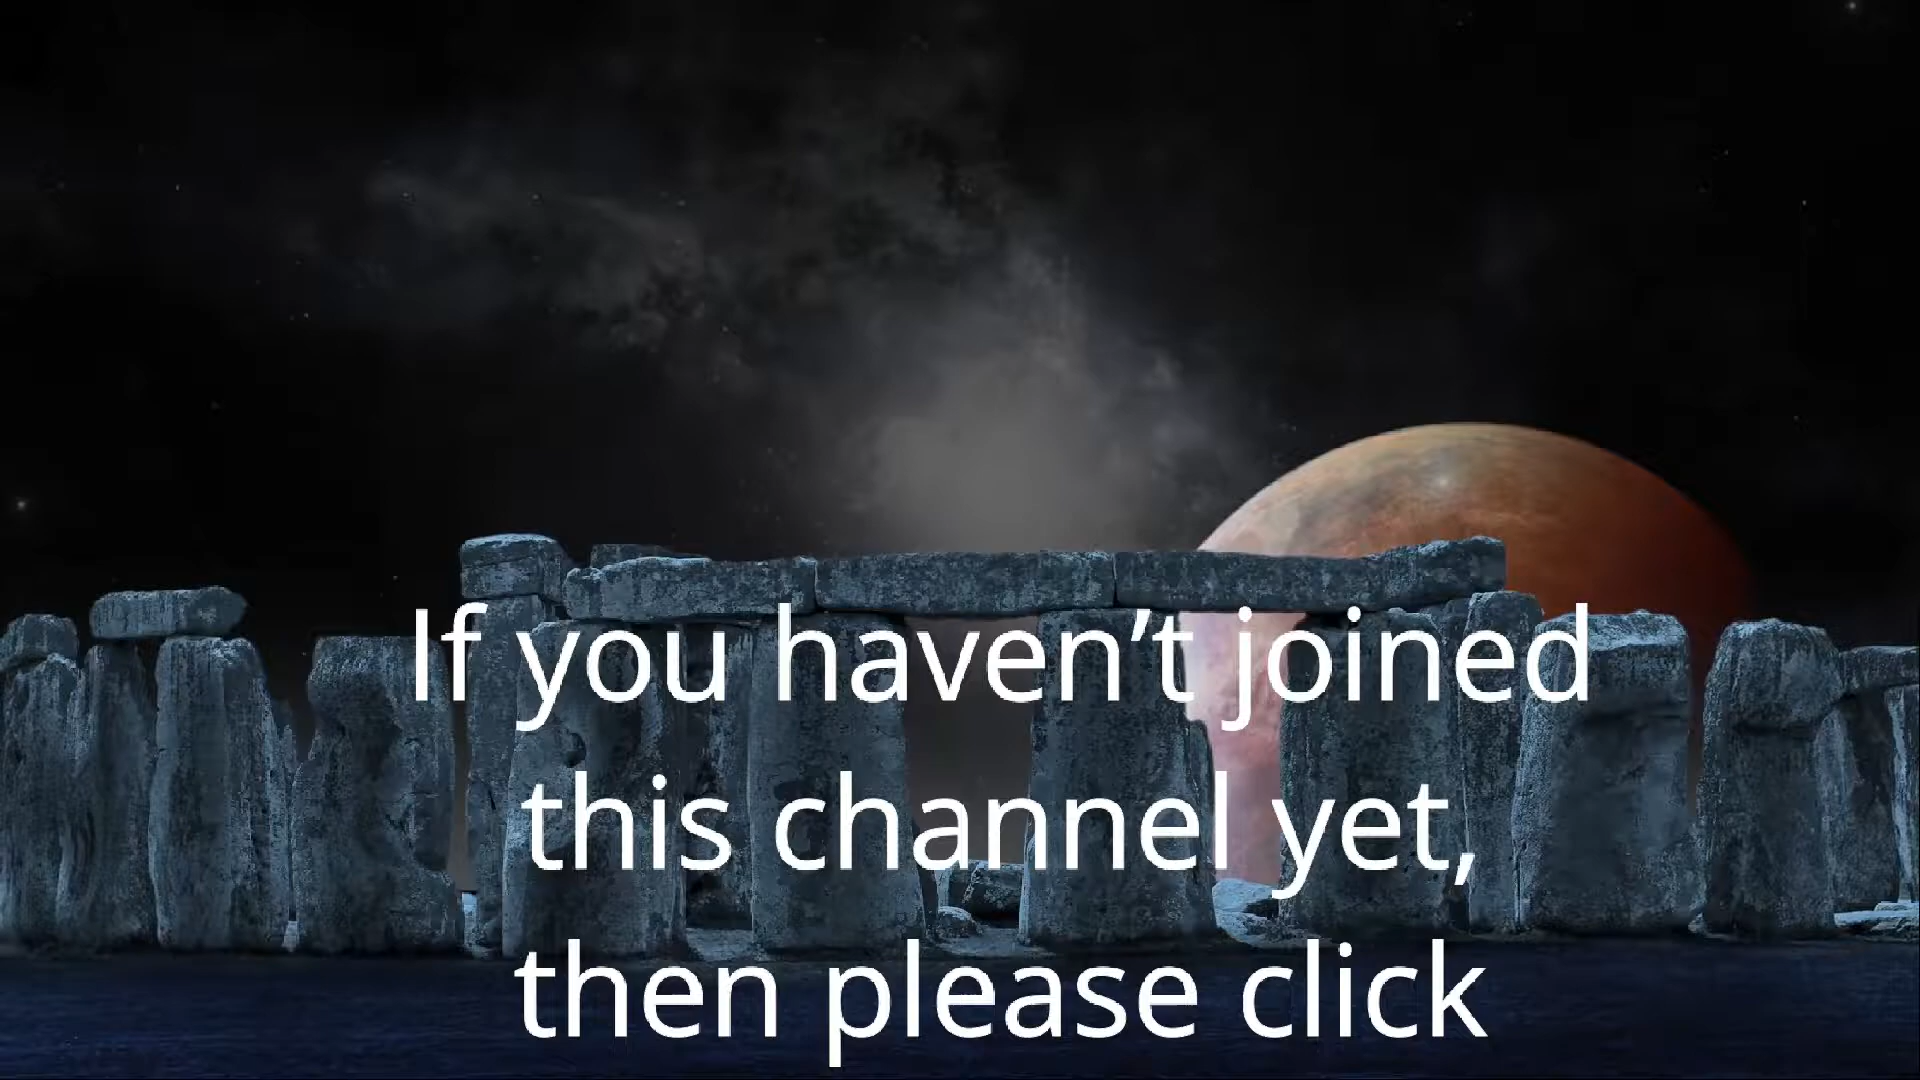 If you haven’t joined
this channel yet,
then please click